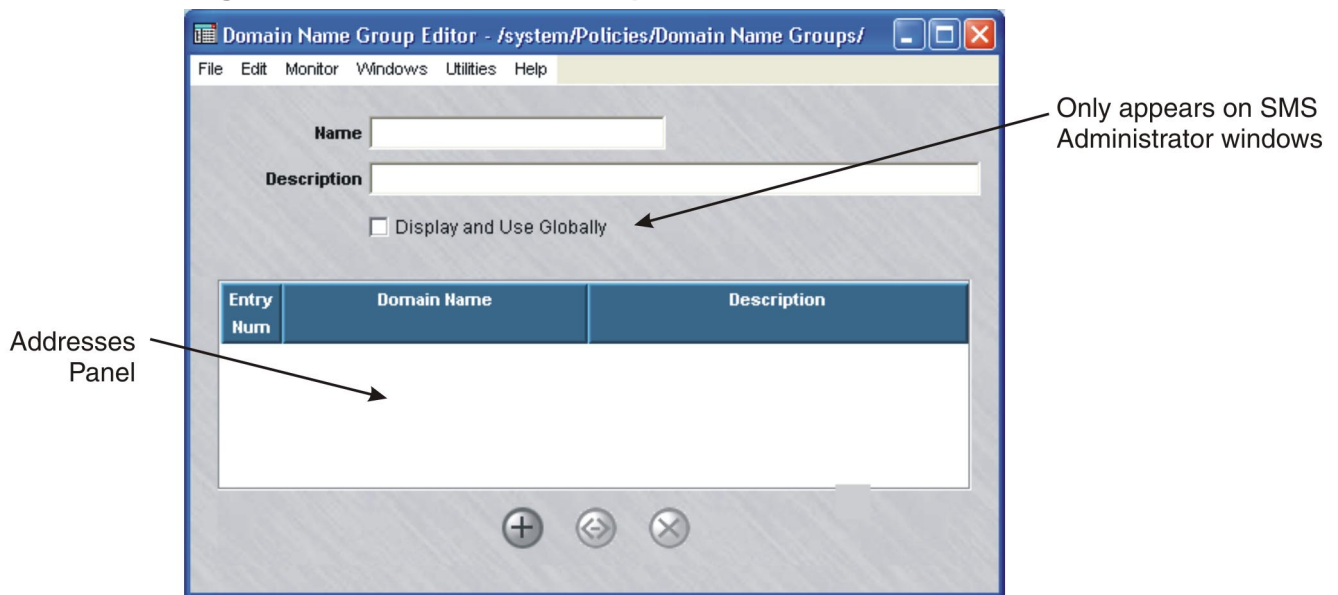 Domain Name Group Editor - /system/Policies/Domain Name Groups/
File Edit Monitor Windows Utilities Help
Name
Only appears on SMS
Administrator windows
Description
Display and Use Globally
Entry
Num
Domain Name
Description
Addresses
Panel